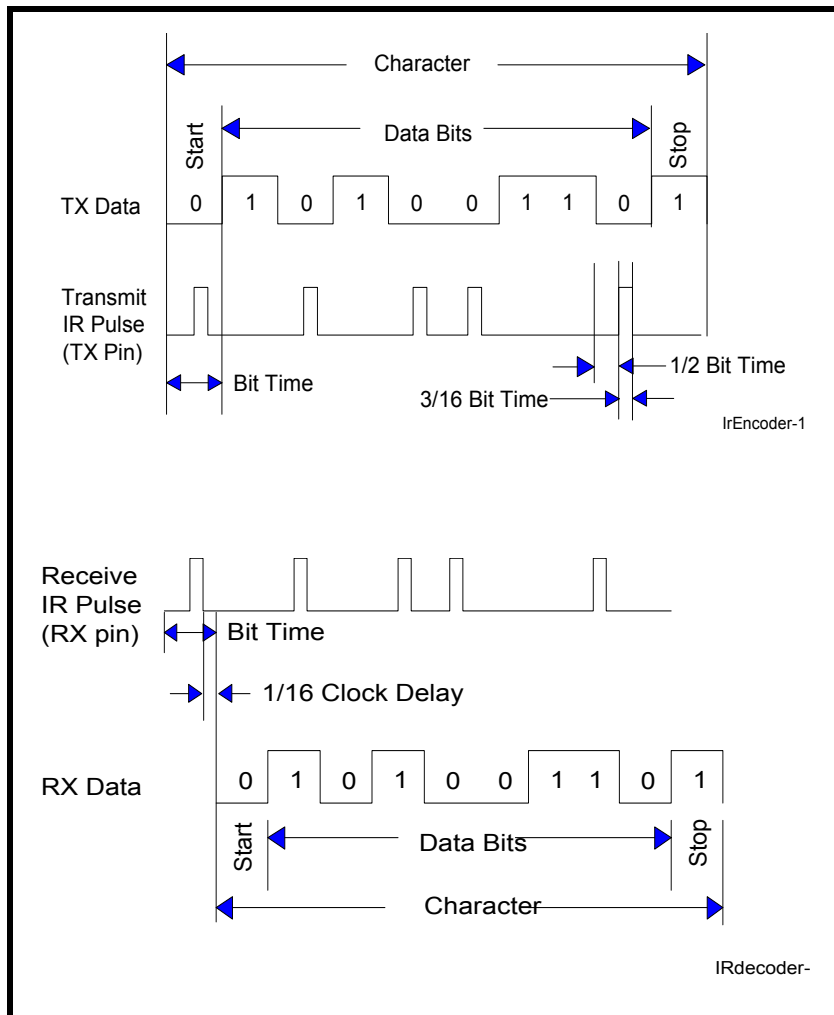 Character
Start
Data Bits
Stop
TX Data
0 1 0 1 0 0 1 1 0 1
Transmit
IR Pulse
(TX Pin)
Bit Time
1/2 Bit Time
3/16 Bit Time
IrEncoder-1
Receive
IR Pulse
(RX pin)
Bit Time
1/16 Clock Delay
RX Data
0 1 0 1 0 0 1 1 0 1
Start
Data Bits
Stop
Character
IRdecoder-